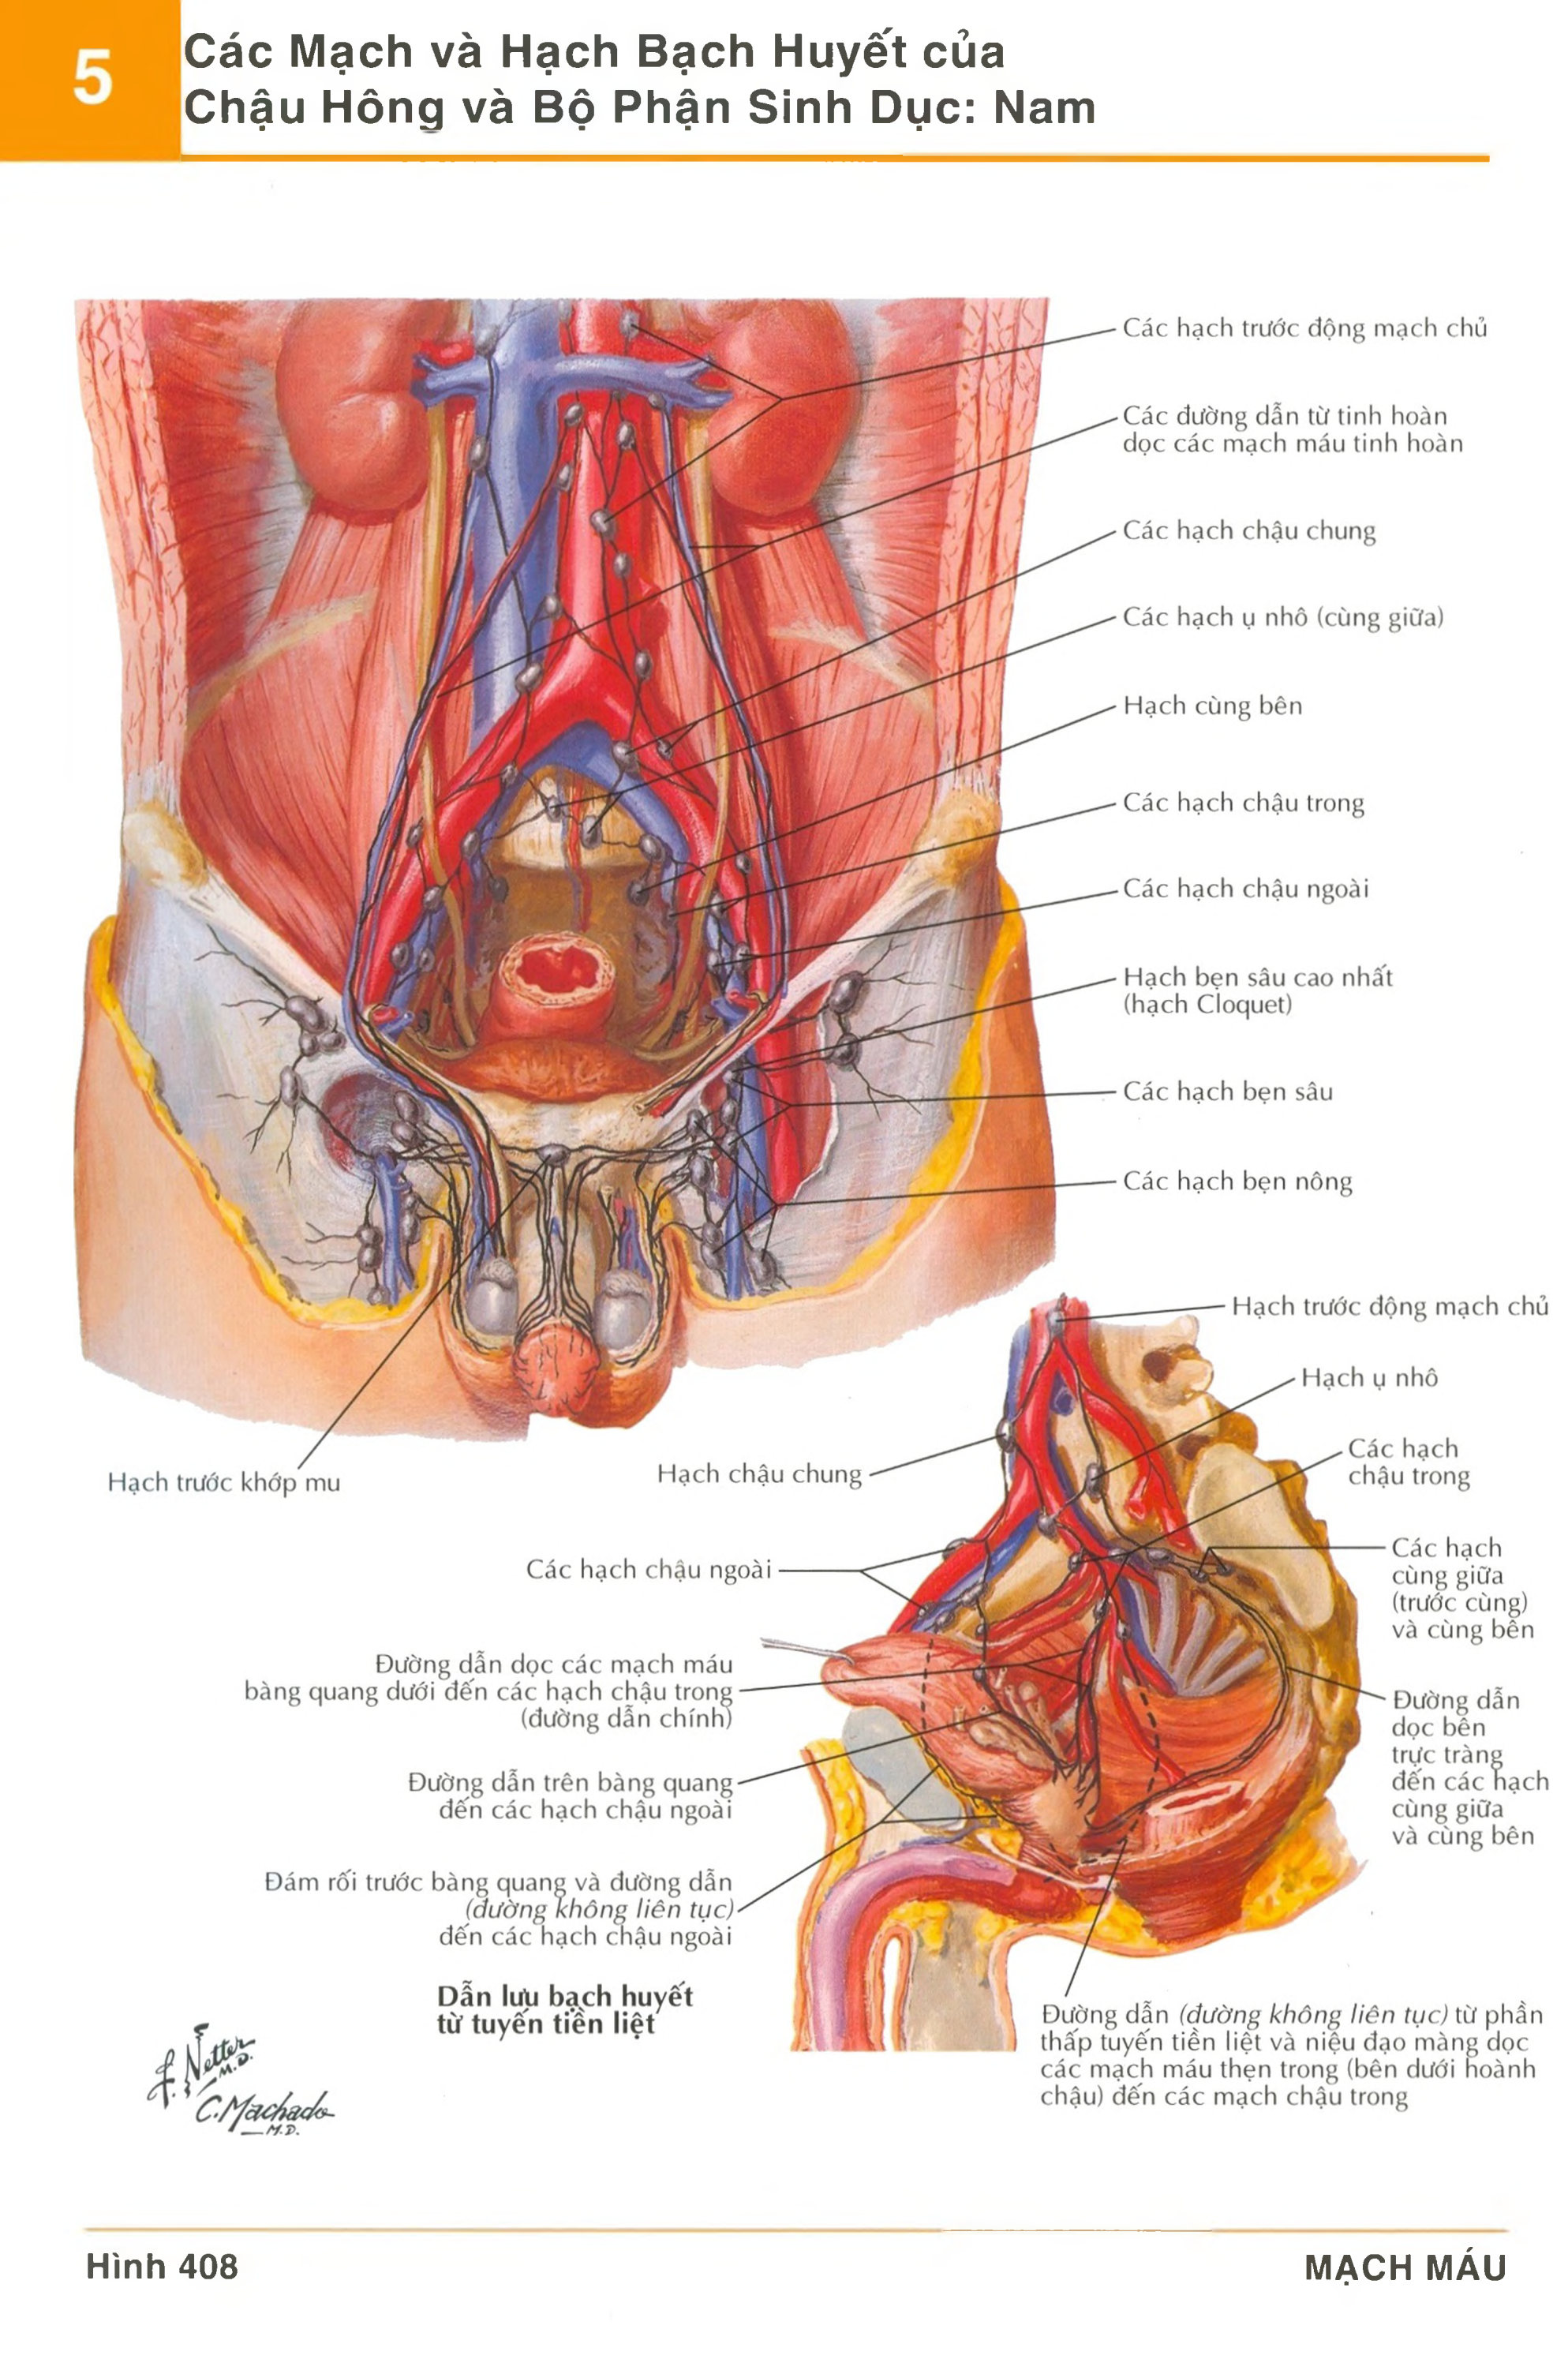 5
Các Mạch và Hạch Bạch Huyết của
Chậu Hông và Bộ Phận Sinh Dục: Nam
Các hạch trước động mạch chủ
Các đường dẫn từ tinh hoàn
dọc các mạch máu tinh hoàn
Các hạch chậu chung
Các hạch ụ nhô (cùng giữa)
Hạch cùng bên
Các hạch chậu trong
Các hạch chậu ngoài
Hạch bẹn sâu cao nhất
(hạch Cloquet)
Các hạch bẹn sâu
Các hạch bẹn nông
Hạch trước khớp mu
Hạch trước động mạch chủ
Hạch ụ nhô
Các hạch
chậu trong
Hạch chậu chung
Các hạch
cùng giữa
(trước cùng)
và cùng bên
Các hạch chậu ngoài
Đường dẫn dọc các mạch máu
bàng quang dưới đến các hạch chậu trong
(đường dẫn chính)
Đường dẫn
dọc bên
trực tràng
đến các hạch
cùng giữa
và cùng bên
Đường dẫn trên bàng quang
đến các hạch chậu ngoài
Đám rối trước bàng quang và đường dẫn
(đường không liên tục)
đến các hạch chậu ngoài
Dẫn lưu bạch huyết
từ tuyến tiền liệt
Đường dẫn (đường không liên tục) từ phần
thấp tuyến tiền liệt và niệu đạo màng dọc
các mạch máu thẹn trong (bên dưới hoành
chậu) đến các mạch chậu trong
F. Netter
M.D.
C. Machado
M.D.
Hình 408
MẠCH MÁU